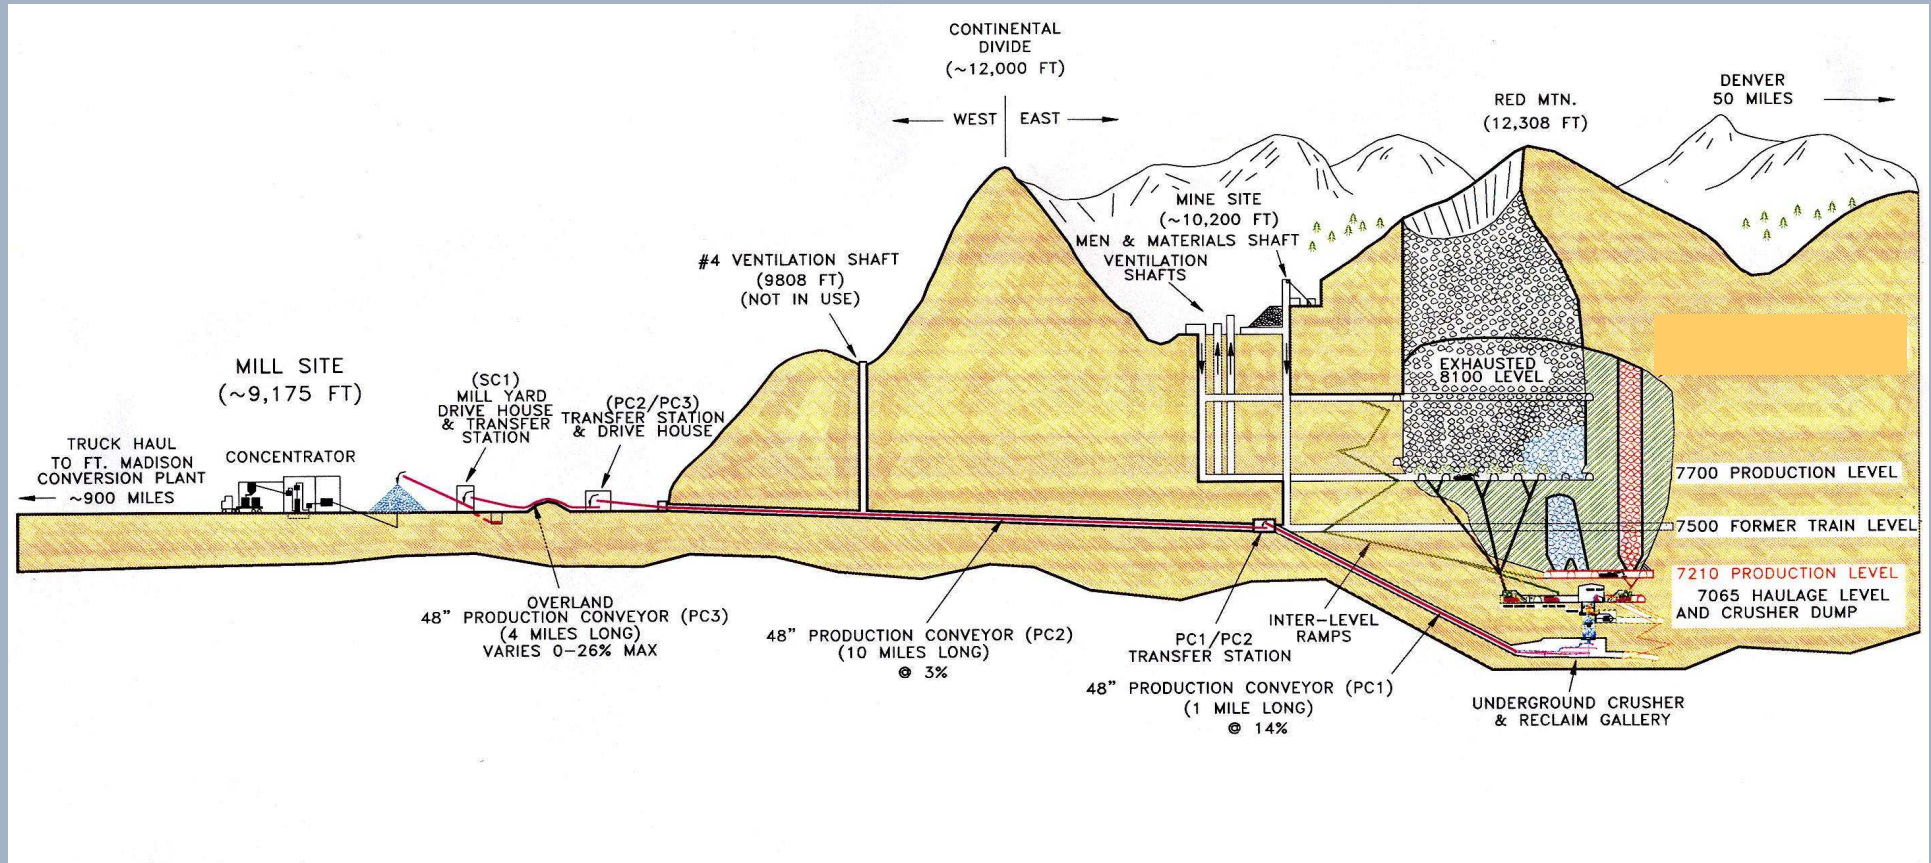 CONTINENTAL
DIVIDE
(~12,000 FT)
WEST
EAST
DENVER
50 MILES
RED MTN.
(12,308 FT)
MINE SITE
(~10,200 FT)
MEN & MATERIALS SHAFT
VENTILATION
SHAFTS
#4 VENTILATION SHAFT
(9808 FT)
(NOT IN USE)
MILL SITE
(~9,175 FT)
(SC1)
MILL YARD
DRIVE HOUSE
& TRANSFER
STATION
(PC2/PC3)
TRANSFER STATION
& DRIVE HOUSE
TRUCK HAUL
TO FT. MADISON
CONVERSION PLANT
~900 MILES
CONCENTRATOR
EXHAUSTED
8100 LEVEL
7700 PRODUCTION LEVEL
7500 FORMER TRAIN LEVEL
7210 PRODUCTION LEVEL
7065 HAULAGE LEVEL
AND CRUSHER DUMP
OVERLAND
48" PRODUCTION CONVEYOR (PC3)
(4 MILES LONG)
VARIES 0-26% MAX
48" PRODUCTION CONVEYOR (PC2)
(10 MILES LONG)
@ 3%
PC1/PC2
TRANSFER STATION
INTER-LEVEL
RAMPS
48" PRODUCTION CONVEYOR (PC1)
(1 MILE LONG)
@ 14%
UNDERGROUND CRUSHER
& RECLAIM GALLERY